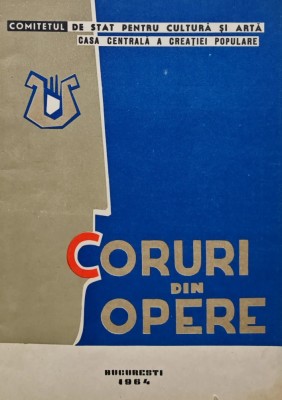 COMITETUL DE STAT PENTRU CULTURĂ ȘI ARTĂ
CASA CENTRALĂ A CREAȚIEI POPULARE
CORURI
DIN
OPERE
BUCUREȘTI
1964